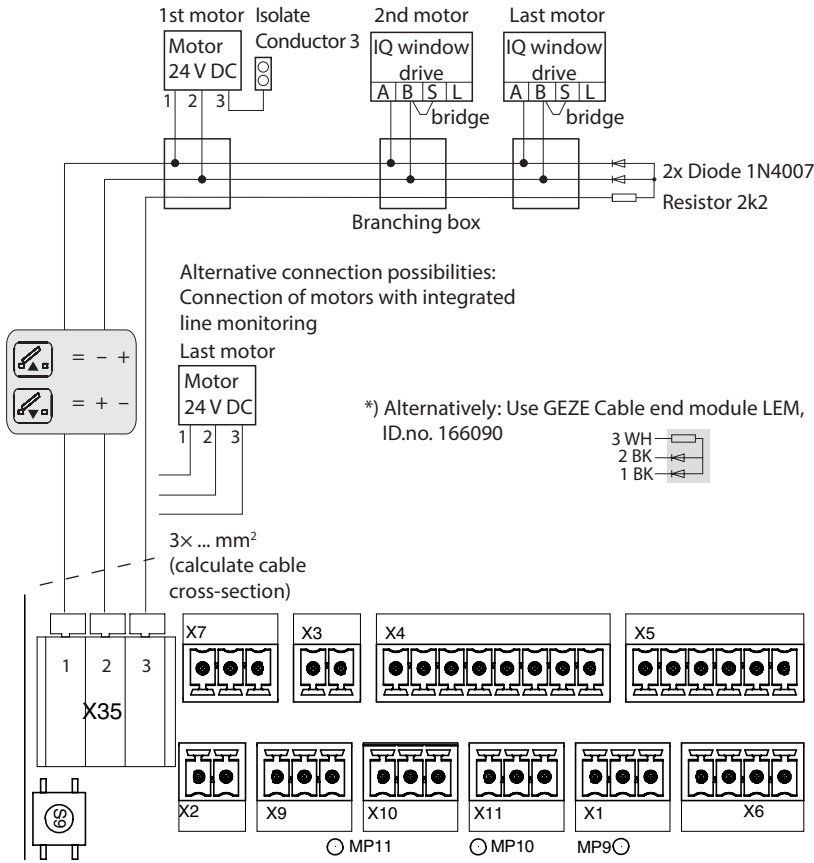 1st motor
Isolate
Conductor 3
2nd motor
Last motor
Motor
24 V DC
1 2 3
IQ window
drive
A B S L
bridge
IQ window
drive
A B S L
bridge
2x Diode 1N4007
Resistor 2k2
Branching box
Alternative connection possibilities:
Connection of motors with integrated
line monitoring
Last motor
Motor
24 V DC
1 2 3
= – +
= + –
*) Alternatively: Use GEZE Cable end module LEM,
ID.no. 166090
3 WH
2 BK
1 BK
3× ... mm²
(calculate cable
cross-section)
1 2 3
X35
X7
X3
X4
X5
X2
X9
X10
X11
X1
X6
S9
MP11
MP10
MP9